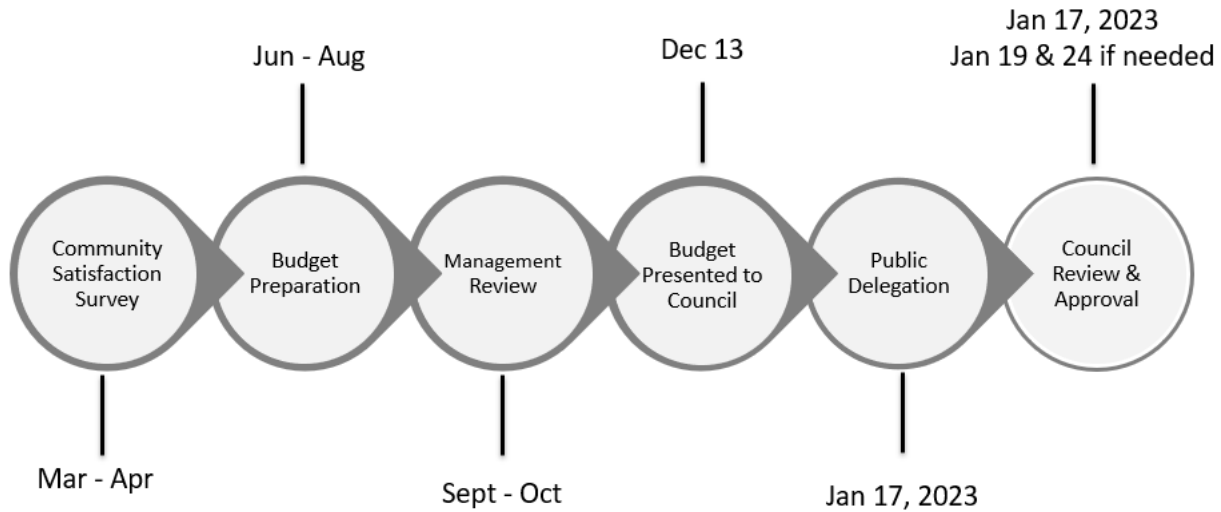 Jan 17, 2023
Jan 19 & 24 if needed
Jun - Aug
Dec 13
Community
Satisfaction
Survey
Budget
Preparation
Management
Review
Budget
Presented to
Council
Public
Delegation
Council
Review &
Approval
Mar - Apr
Sept - Oct
Jan 17, 2023